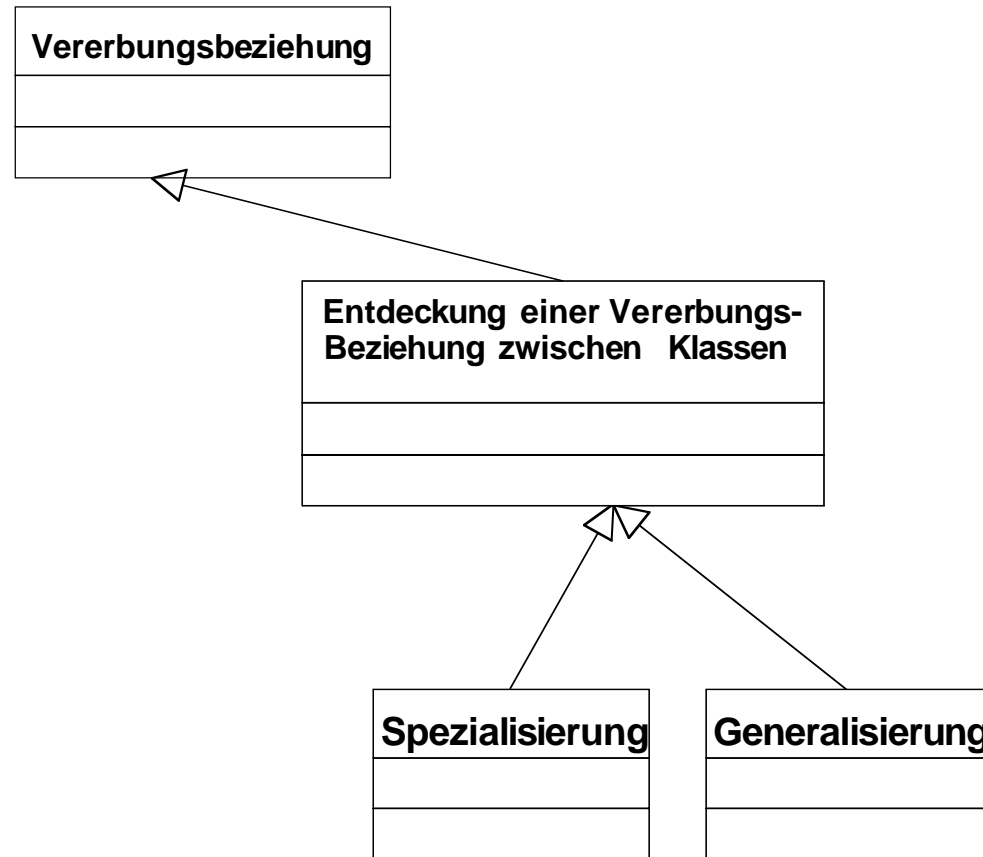 Vererbungsbeziehung
Entdeckung einer Vererbungs-
Beziehung zwischen Klassen
Spezialisierung
Generalisierung